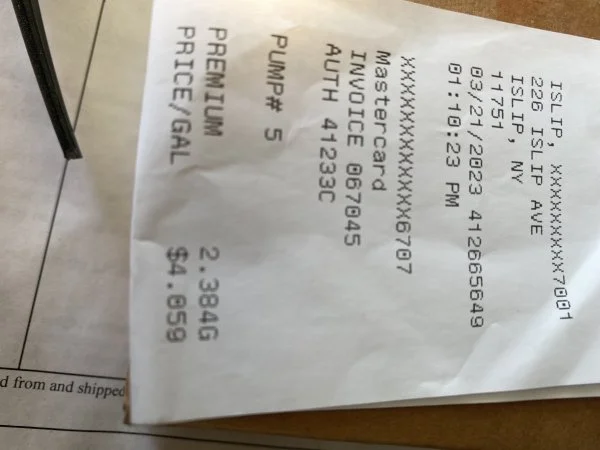 ISLIP, XXXXXXXX7001
226 ISLIP AVE
ISLIP, NY
11751
03/21/2023 412665649
01:10:23 PM
XXXXXXXXXXXX6707
Mastercard
INVOICE 067045
AUTH 41233C
PUMP# 5
PREMIUM 2.384G
PRICE/GAL $4.059
d from and shipped